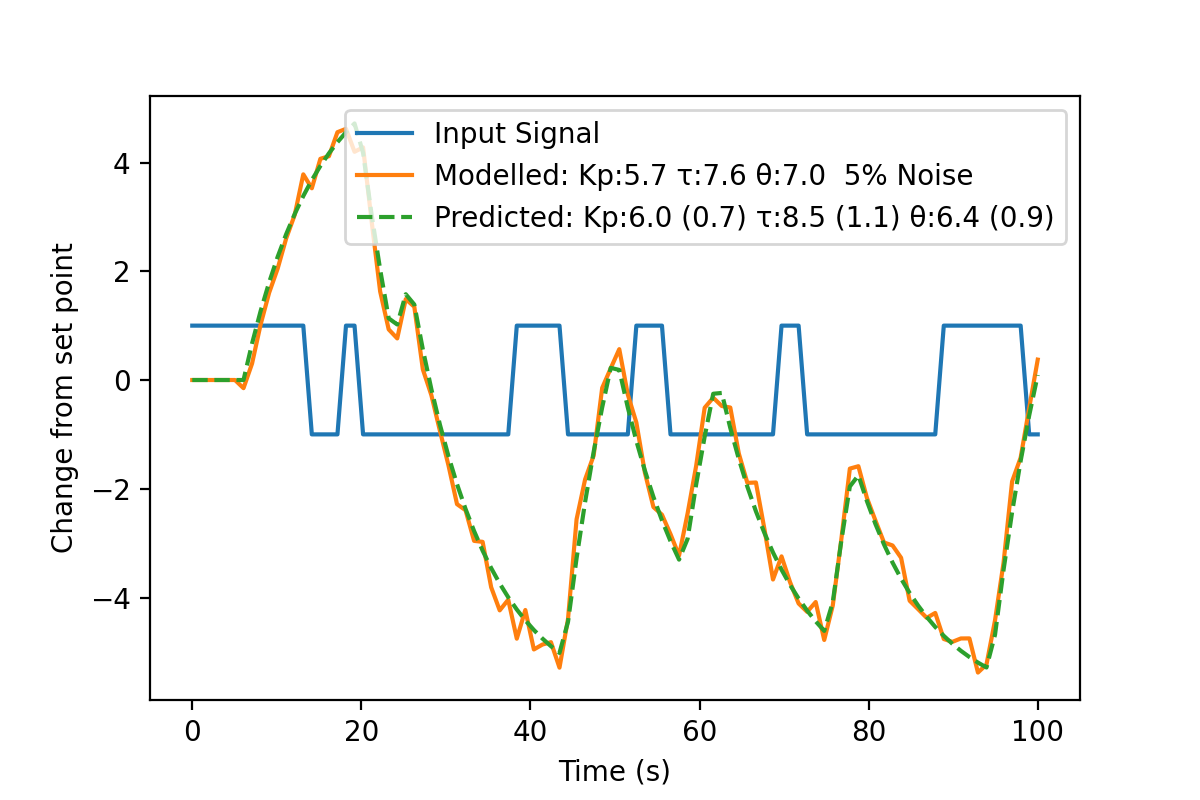 Input Signal
Modelled: Kp:5.7 τ:7.6 θ:7.0  5% Noise
Predicted: Kp:6.0 (0.7) τ:8.5 (1.1) θ:6.4 (0.9)
Change from set point
4
2
0
−2
−4
0 20 40 60 80 100
Time (s)